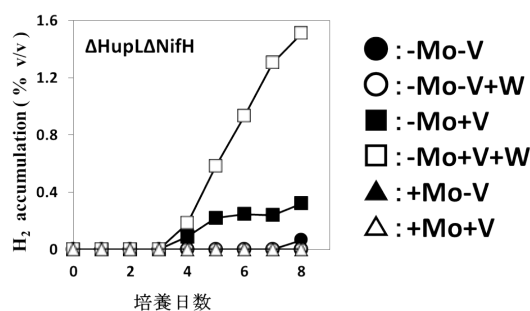 1.6
1.2
0.8
0.4
0
ΔHupLΔNifH
H2 accumulation ( % v/v)
0 2 4 6 8
培養日数
: -Mo-V
: -Mo-V+W
: -Mo+V
: -Mo+V+W
: +Mo-V
: +Mo+V